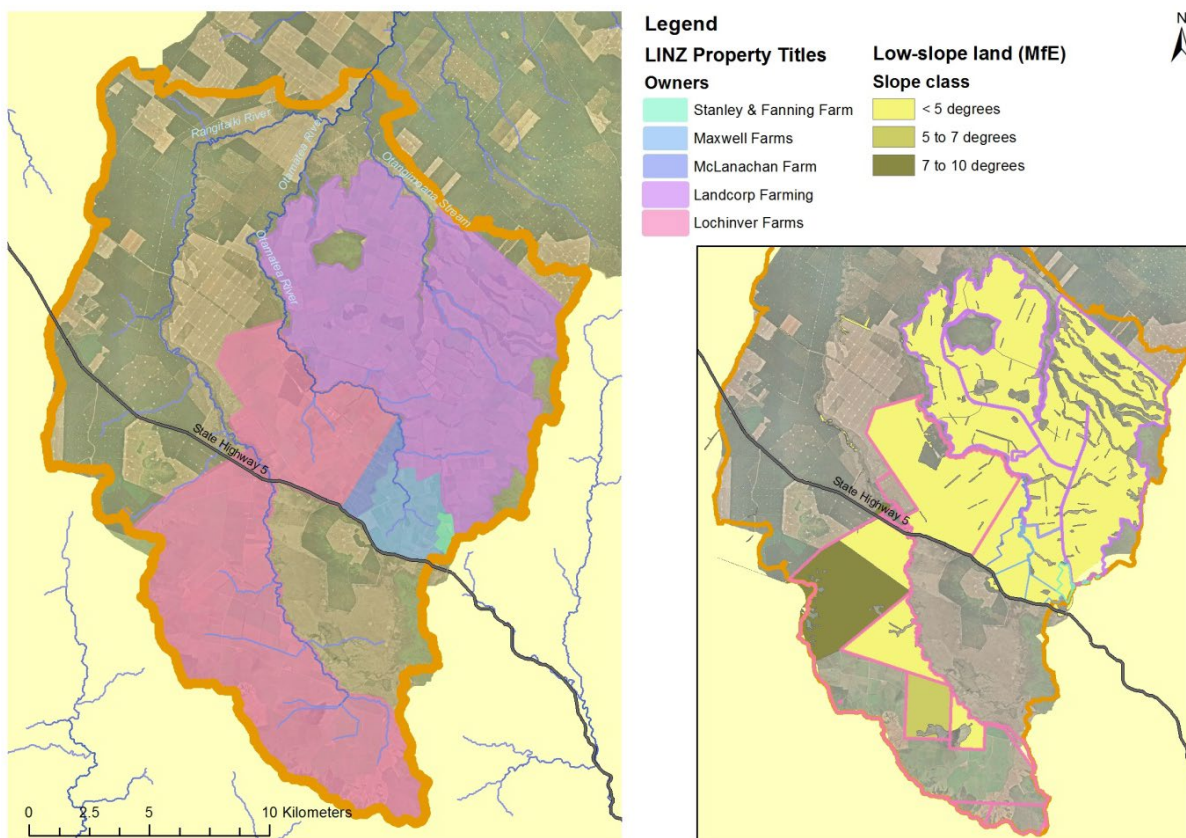 Rangitaiki River
Otamatea River
Otangimoana Stream
Otamatea River
State Highway 5
0 2.5 5 10 Kilometers
Legend
LINZ Property Titles
Owners
Stanley & Fanning Farm
Maxwell Farms
McLanachan Farm
Landcorp Farming
Lochinver Farms
Low-slope land (MfE)
Slope class
< 5 degrees
5 to 7 degrees
7 to 10 degrees
N
State Highway 5